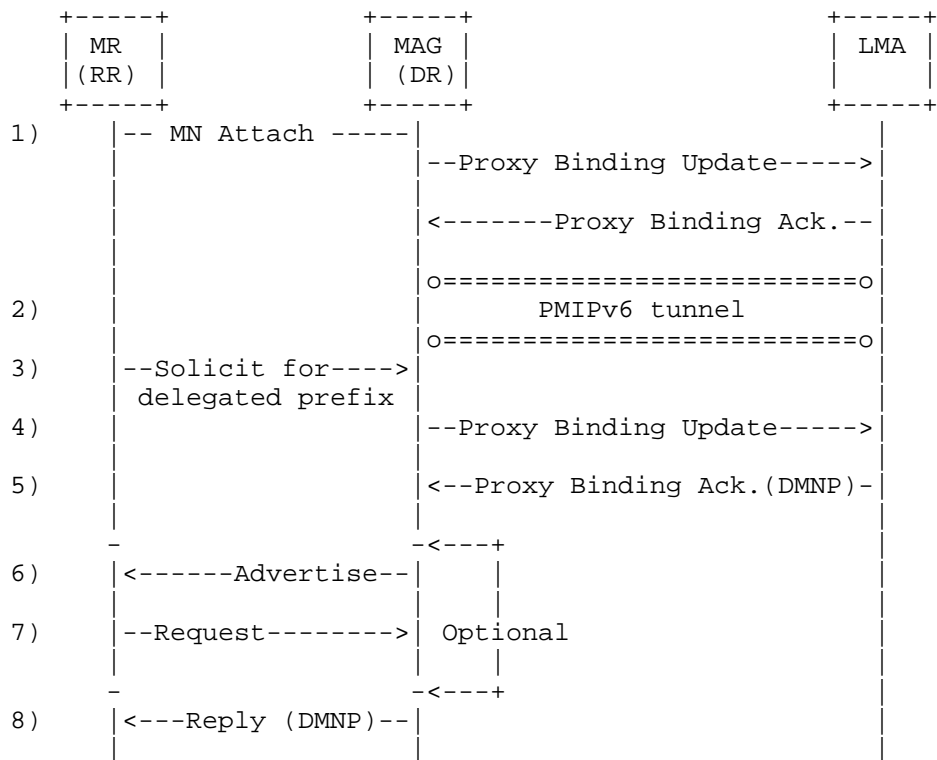 MR MAG LMA
(RR) (DR)
1) -- MN Attach -----
--Proxy Binding Update----->
<-------Proxy Binding Ack.--
o==========================o
2) PMIPv6 tunnel
o==========================o
3) --Solicit for---->
delegated prefix
4) --Proxy Binding Update----->
5) <--Proxy Binding Ack.(DMNP)-
6) <------Advertise--
7) --Request--------> Optional
8) <---Reply (DMNP)--